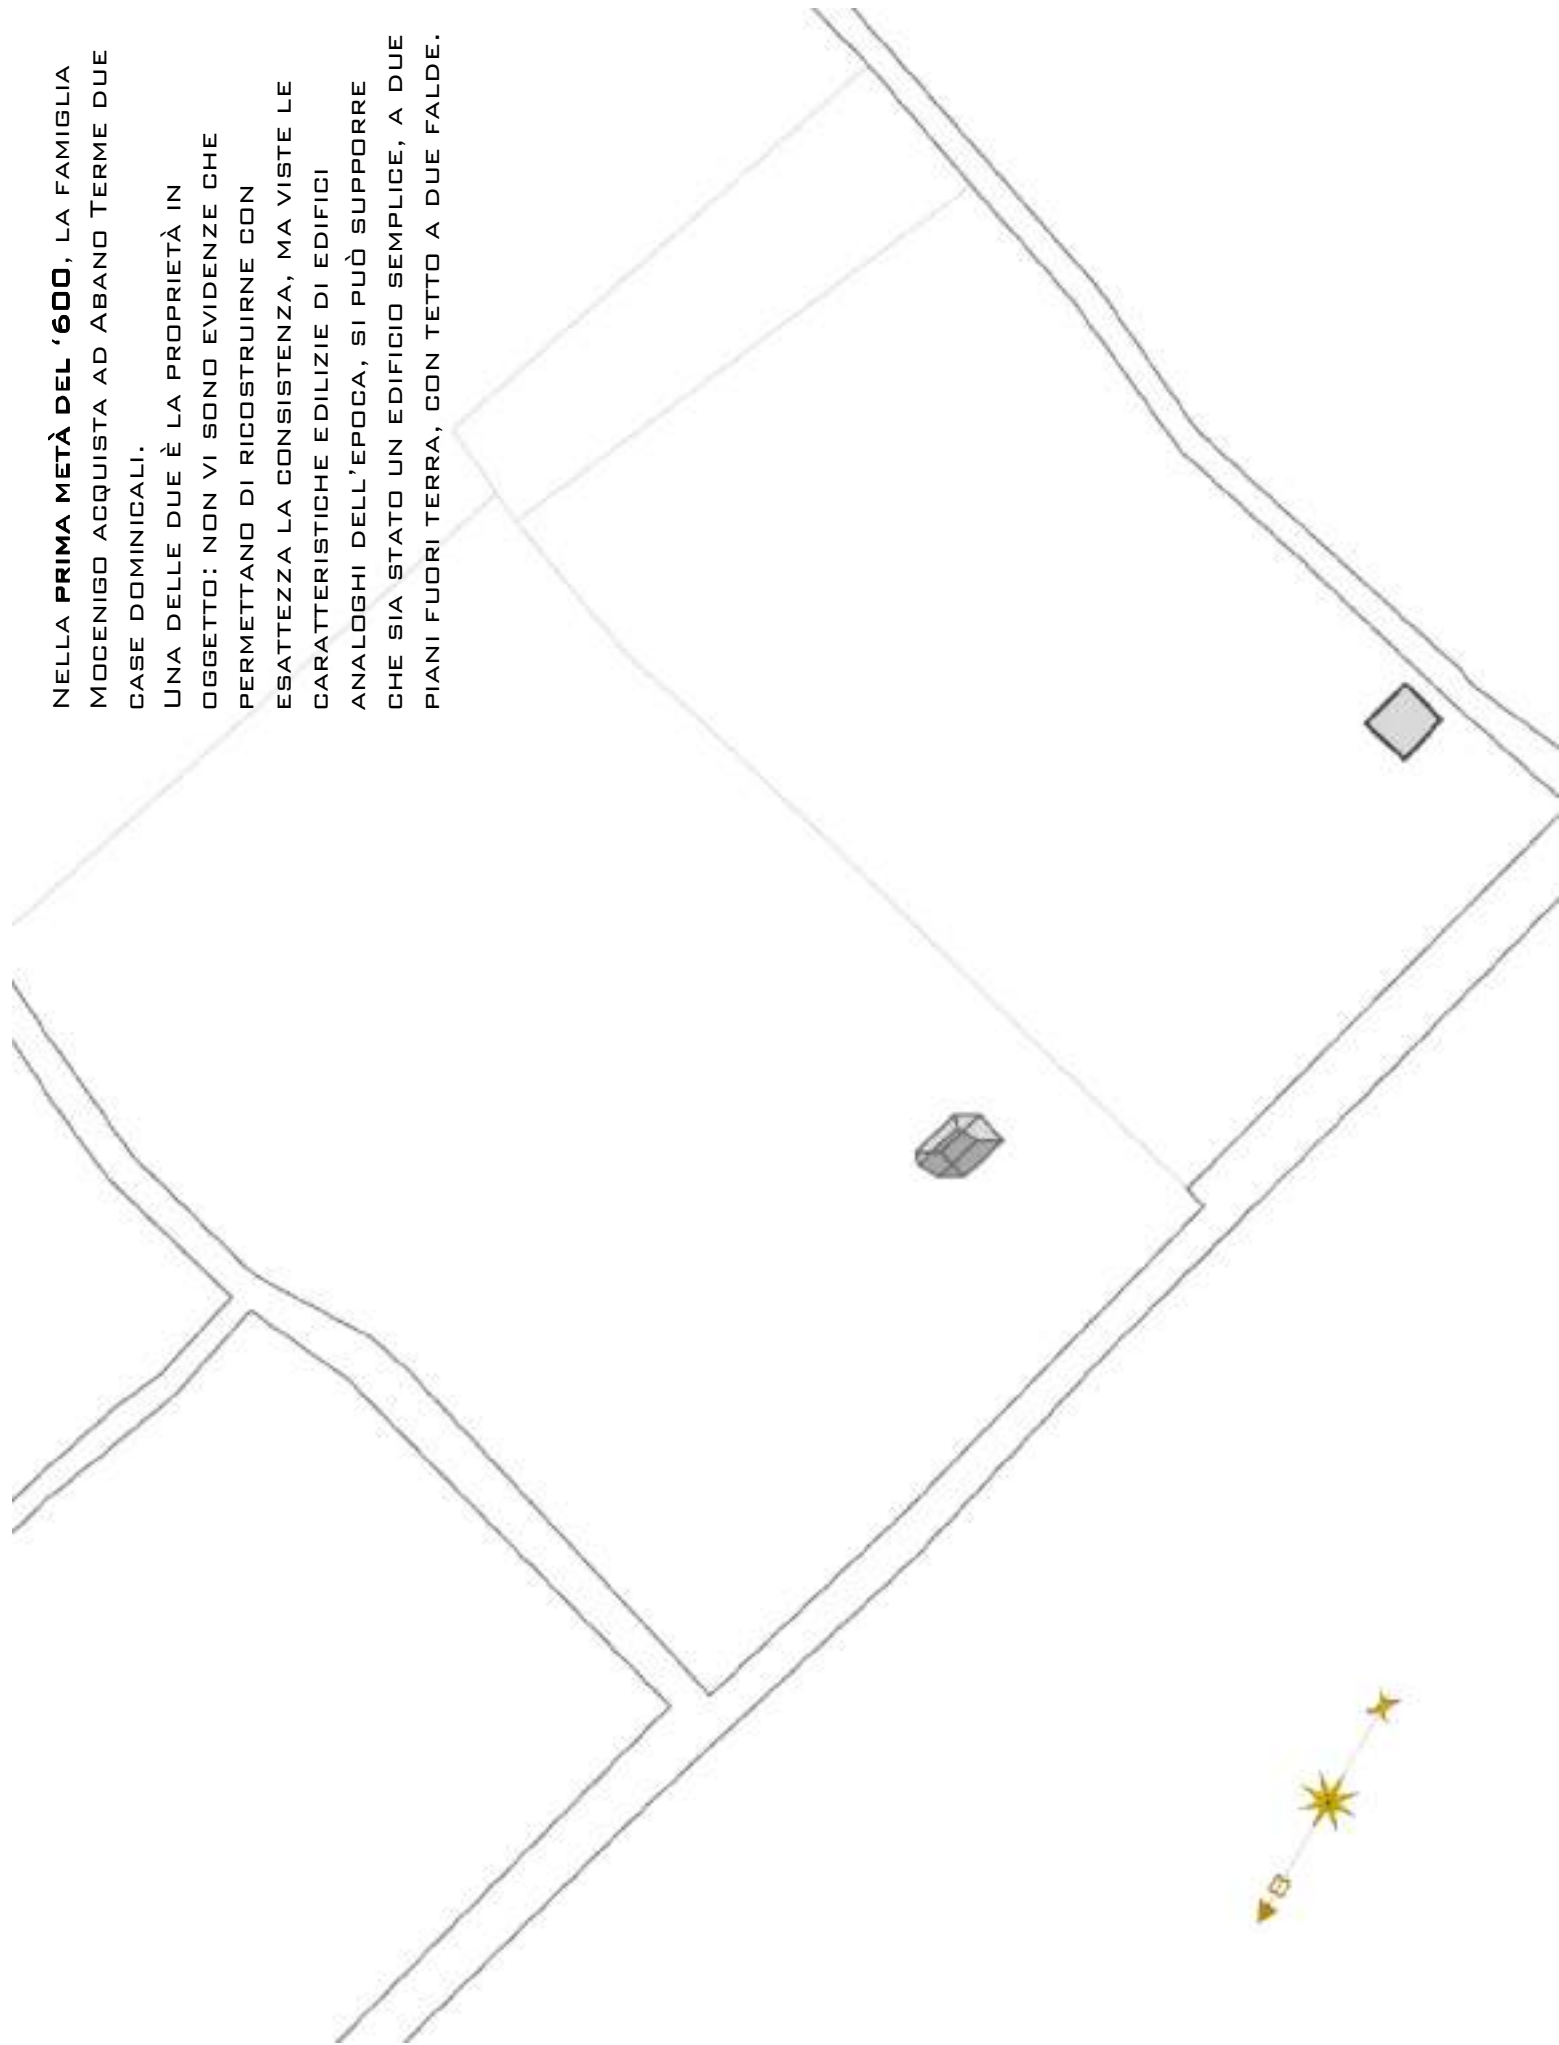 Nella prima metà del ‘600, la famiglia
Mocenigo acquista ad Abano Terme due
case dominicali.
Una delle due è la proprietà in
oggetto: non vi sono evidenze che
permettano di ricostruirne con
esattezza la consistenza, ma viste le
caratteristiche edilizie di edifici
analoghi dell’epoca, si può supporre
che sia stato un edificio semplice, a due
piani fuori terra, con tetto a due falde.